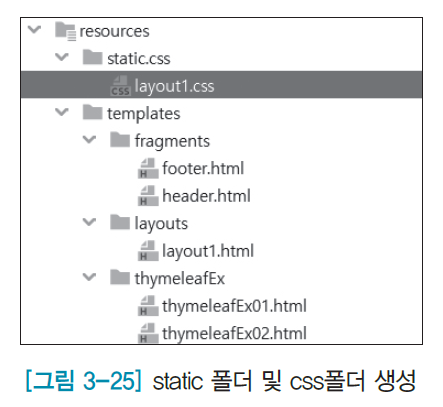 resources
static.css
layout1.css
templates
fragments
footer.html
header.html
layouts
layout1.html
thymeleafEx
thymeleafEx01.html
thymeleafEx02.html
[그림 3-25] static 폴더 및 css폴더 생성